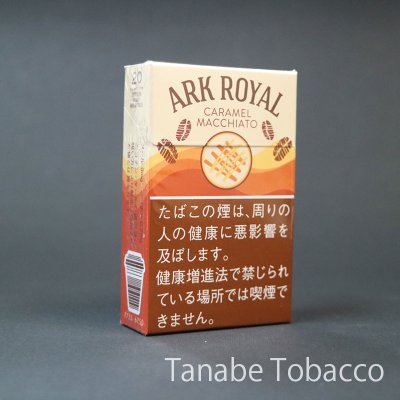 ARK ROYAL
CARAMEL
MACCHIATO
たばこの煙は、周りの
人の健康に悪影響を
及ぼします。
健康増進法で禁じられ
ている場所では喫煙で
きません。
20
Tanabe Tobacco